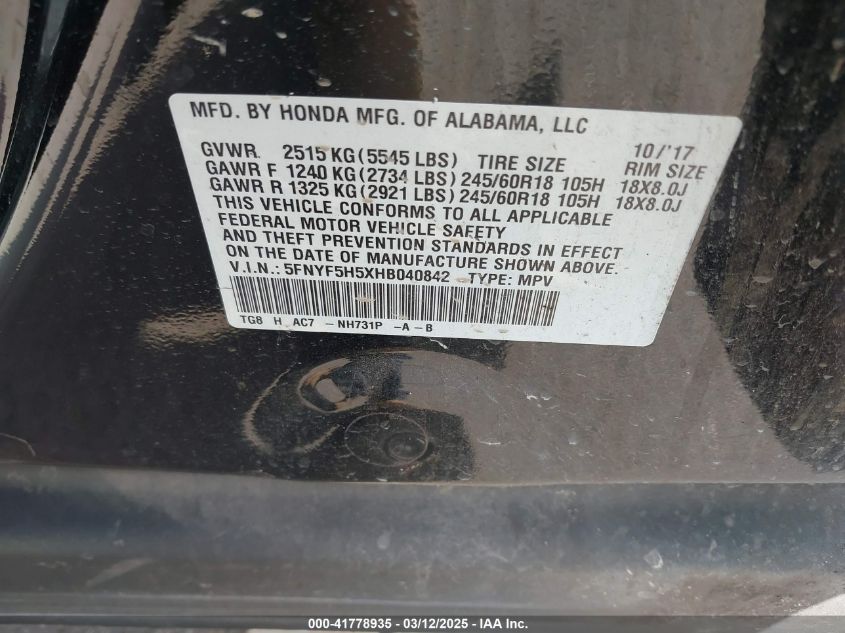 MFD. BY HONDA MFG. OF ALABAMA, LLC 10/'17
GVWR 2515 KG (5545 LBS) TIRE SIZE RIM SIZE
GAWR F 1240 KG (2734 LBS) 245/60R18 105H 18X8.0J
GAWR R 1325 KG (2921 LBS) 245/60R18 105H 18X8.0J
THIS VEHICLE CONFORMS TO ALL APPLICABLE
FEDERAL MOTOR VEHICLE SAFETY
AND THEFT PREVENTION STANDARDS IN EFFECT
ON THE DATE OF MANUFACTURE SHOWN ABOVE.
V.I.N.: 5FNYF5H5XHB040842 TYPE: MPV
TG8 H AC7 - NH731P - A - B
000-41778935 - 03/12/2025 - IAA Inc.